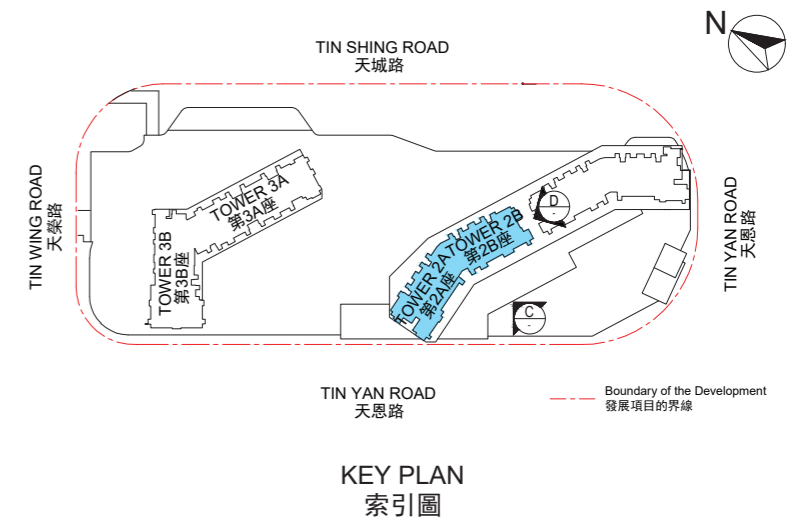 N
TIN SHING ROAD
天城路
TIN WING ROAD
天榮路
TOWER 3A
第3A座
TOWER 3B
第3B座
TOWER 2A
第2A座
TOWER 2B
第2B座
D
-
C
-
TIN YAN ROAD
天恩路
TIN YAN ROAD
天恩路
Boundary of the Development
發展項目的界線
KEY PLAN
索引圖